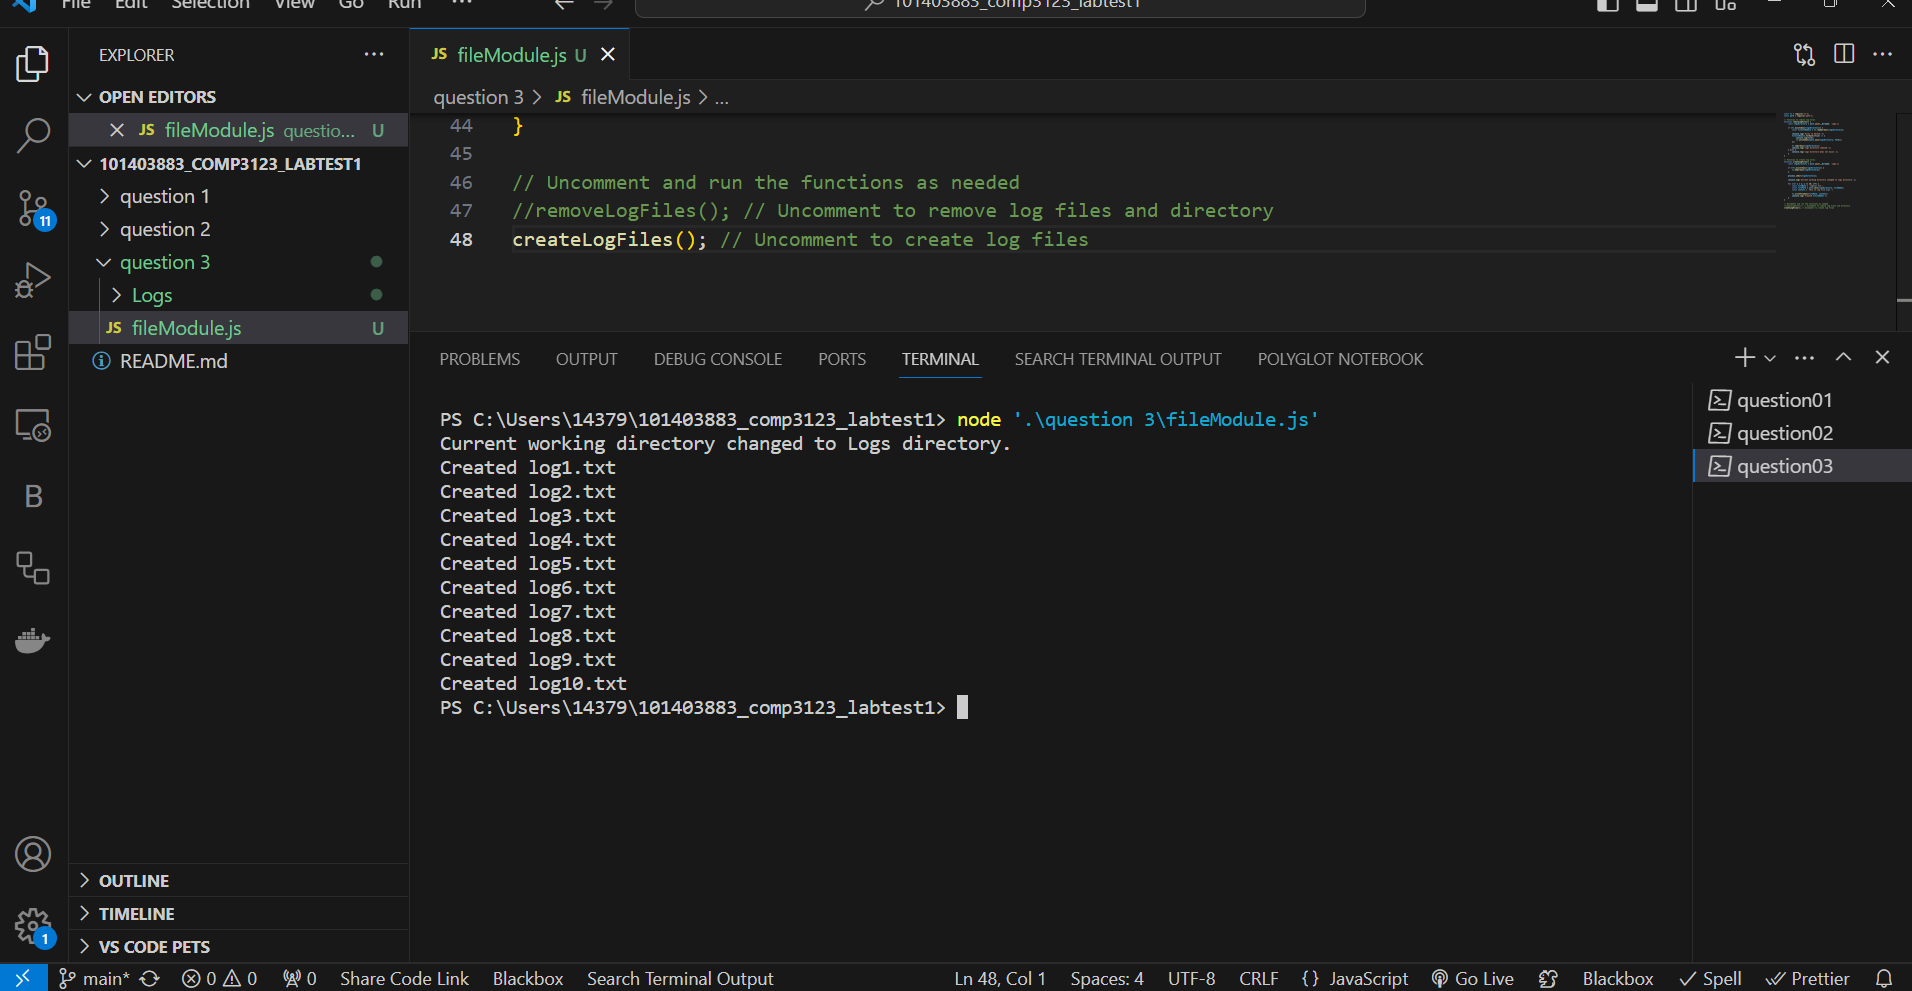 File Edit Selection View Go Run ...
101403883_comp3123_labtest1
EXPLORER
OPEN EDITORS
JS fileModule.js questio... U
101403883_COMP3123_LABTEST1
question 1
question 2
question 3
Logs
JS fileModule.js U
README.md
OUTLINE
TIMELINE
VS CODE PETS
11
B
1
JS fileModule.js U
question 3 > JS fileModule.js > ...
44 }
45
46 // Uncomment and run the functions as needed
47 //removeLogFiles(); // Uncomment to remove log files and directory
48 createLogFiles(); // Uncomment to create log files
PROBLEMS OUTPUT DEBUG CONSOLE PORTS TERMINAL SEARCH TERMINAL OUTPUT POLYGLOT NOTEBOOK
PS C:\Users\14379\101403883_comp3123_labtest1> node '.\question 3\fileModule.js'
Current working directory changed to Logs directory.
Created log1.txt
Created log2.txt
Created log3.txt
Created log4.txt
Created log5.txt
Created log6.txt
Created log7.txt
Created log8.txt
Created log9.txt
Created log10.txt
PS C:\Users\14379\101403883_comp3123_labtest1>
question01
question02
question03
main* 0 0 0 Share Code Link Blackbox Search Terminal Output Ln 48, Col 1 Spaces: 4 UTF-8 CRLF {} JavaScript Go Live Blackbox Spell Prettier